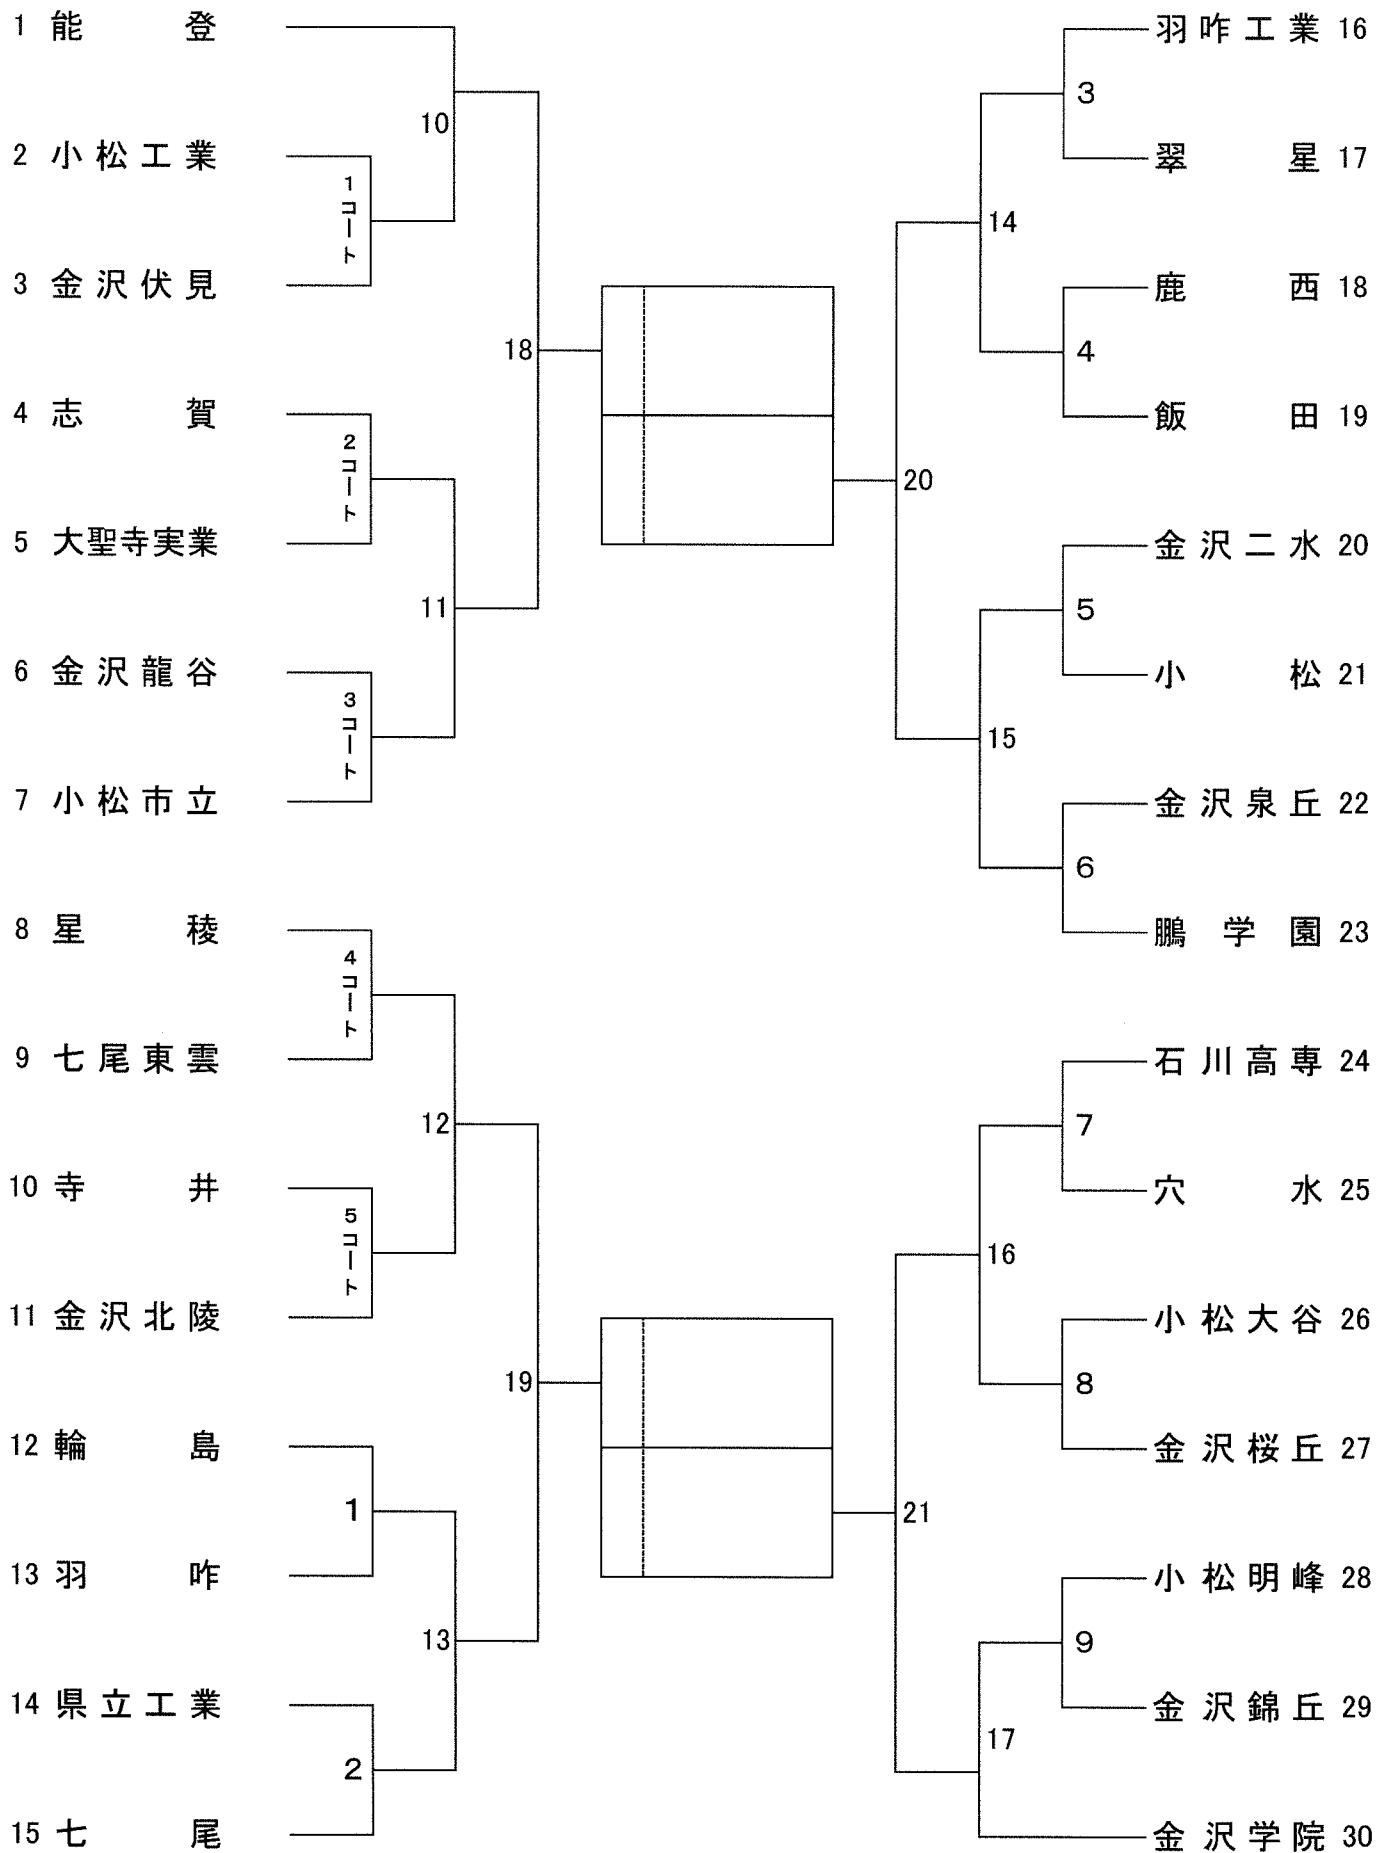 1 能登
10
2 小松工業
1コート
3 金沢伏見
18
4 志賀
2コート
5 大聖寺実業
11
6 金沢龍谷
3コート
7 小松市立
8 星稜
4コート
9 七尾東雲
12
10 寺井
5コート
11 金沢北陵
19
12 輪島
1
13 羽咋
13
14 県立工業
2
15 七尾
羽咋工業 16
3
翠星 17
14
鹿西 18
4
飯田 19
20
金沢二水 20
5
小松 21
15
金沢泉丘 22
6
鵬学園 23
石川高専 24
7
穴水 25
16
小松大谷 26
8
金沢桜丘 27
21
小松明峰 28
9
金沢錦丘 29
17
金沢学院 30